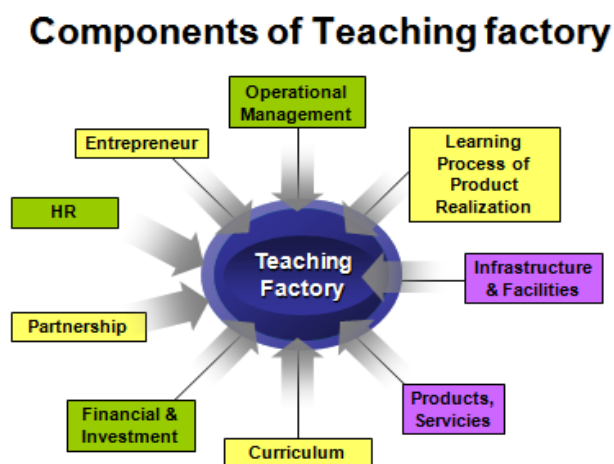 Components of Teaching factory
Operational
Management
Entrepreneur
Learning
Process of
Product
Realization
HR
Teaching
Factory
Infrastructure
& Facilities
Partnership
Products,
Servicies
Financial &
Investment
Curriculum